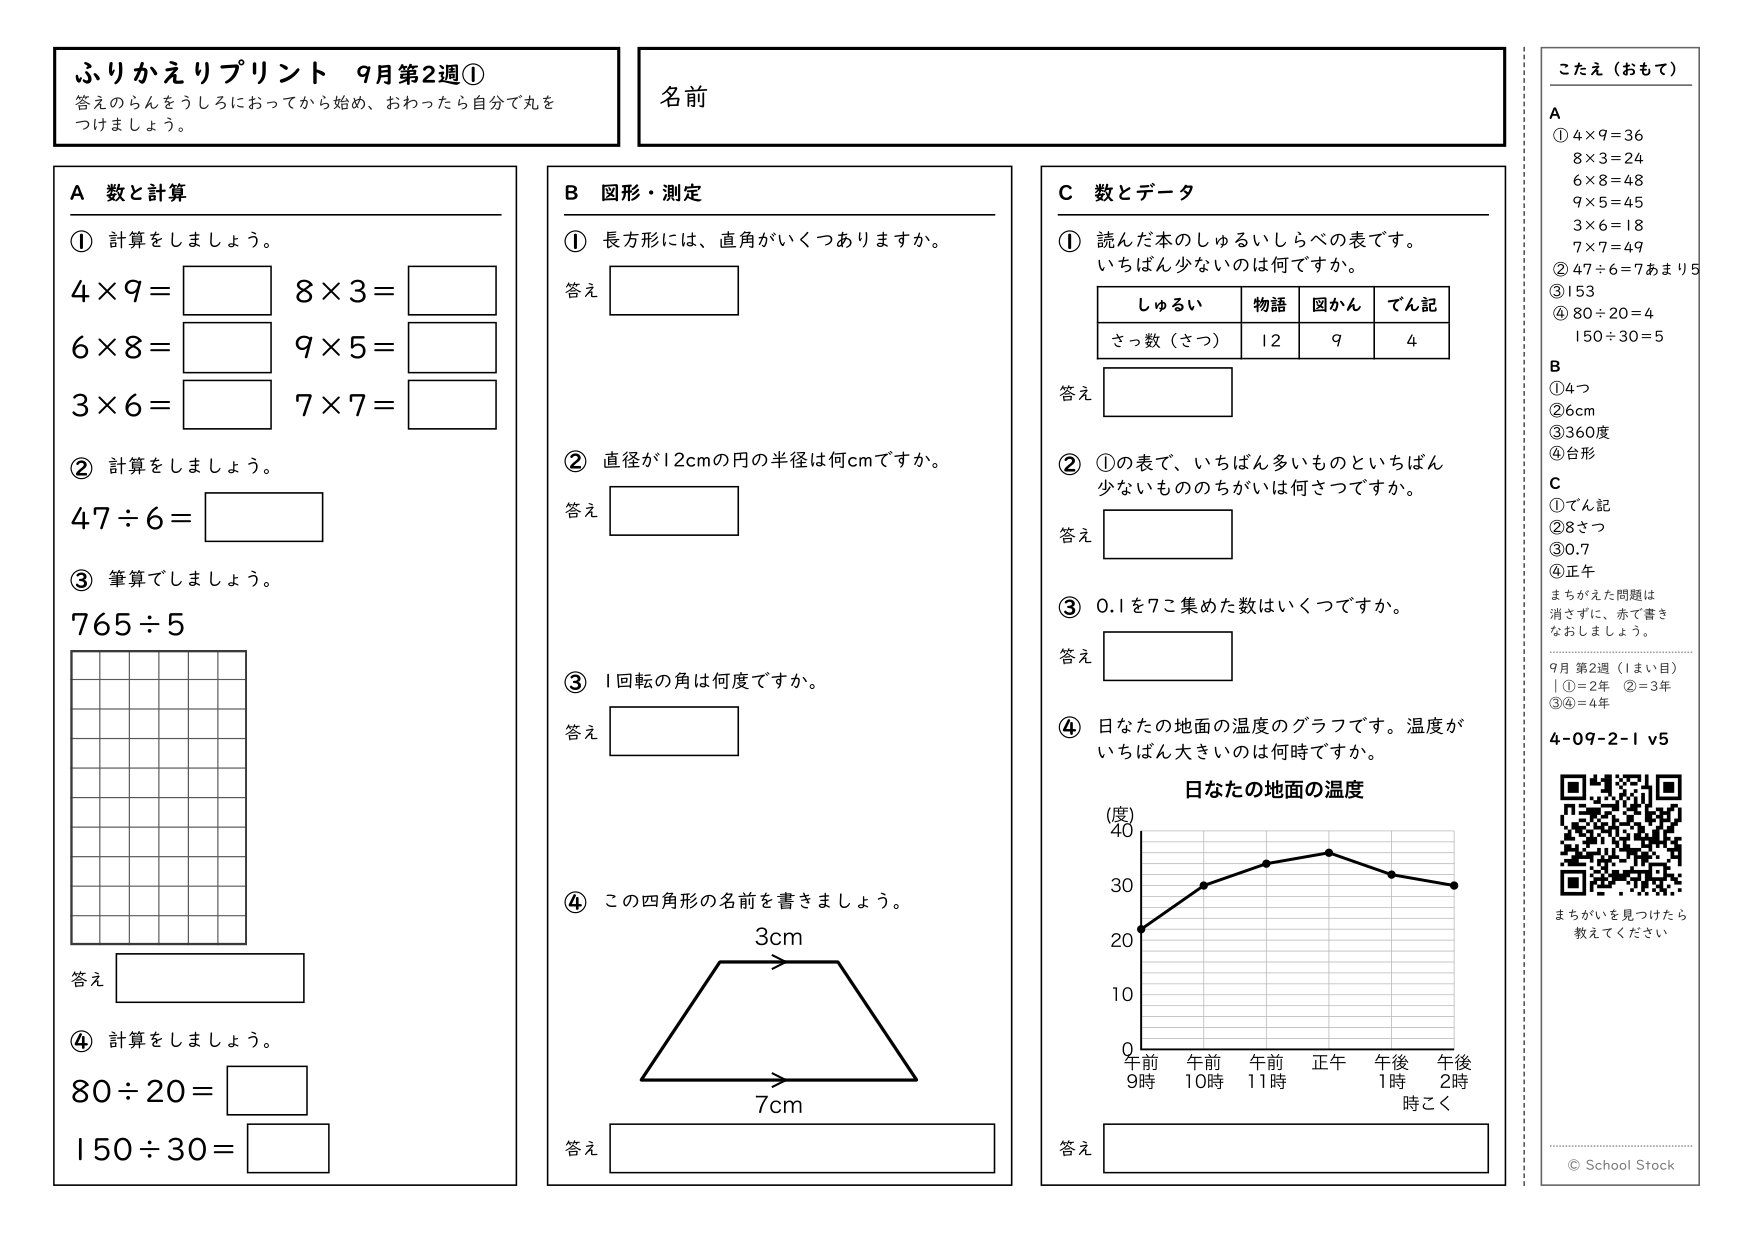 ふりかえりプリント　9月第2週①
答えのらんをうしろにおってから始め、おわったら自分で丸を
つけましょう。
名前
A　数と計算
① 計算をしましょう。
4×9=　8×3=
6×8=　9×5=
3×6=　7×7=
② 計算をしましょう。
47÷6=
③ 筆算でしましょう。
765÷5
答え
④ 計算をしましょう。
80÷20=
150÷30=
B　図形・測定
① 長方形には、直角がいくつありますか。
答え
② 直径が12cmの円の半径は何cmですか。
答え
③ 1回転の角は何度ですか。
答え
④ この四角形の名前を書きましょう。
3cm
7cm
答え
C　数とデータ
① 読んだ本のしゅるいしらべの表です。
いちばん少ないのは何ですか。
しゅるい　物語　図かん　でん記
さっ数（さつ）　12　9　4
答え
② ①の表で、いちばん多いものといちばん
少ないもののちがいは何さつですか。
答え
③ 0.1を7こ集めた数はいくつですか。
答え
④ 日なたの地面の温度のグラフです。温度が
いちばん大きいのは何時ですか。
日なたの地面の温度
(度)
40
30
20
10
0
午前　午前　午前　正午　午後　午後
9時　10時　11時　1時　2時
時こく
答え
こたえ（おもて）
A
① 4×9=36
8×3=24
6×8=48
9×5=45
3×6=18
7×7=49
② 47÷6=7あまり5
③153
④ 80÷20=4
150÷30=5
B
①4つ
②6cm
③360度
④台形
C
①でん記
②8さつ
③0.7
④正午
まちがえた問題は
消さずに、赤で書き
なおしましょう。
9月 第2週（1まい目）
｜①=2年　②=3年
③④=4年
4-09-2-1 v5
まちがいを見つけたら
教えてください
© School Stock